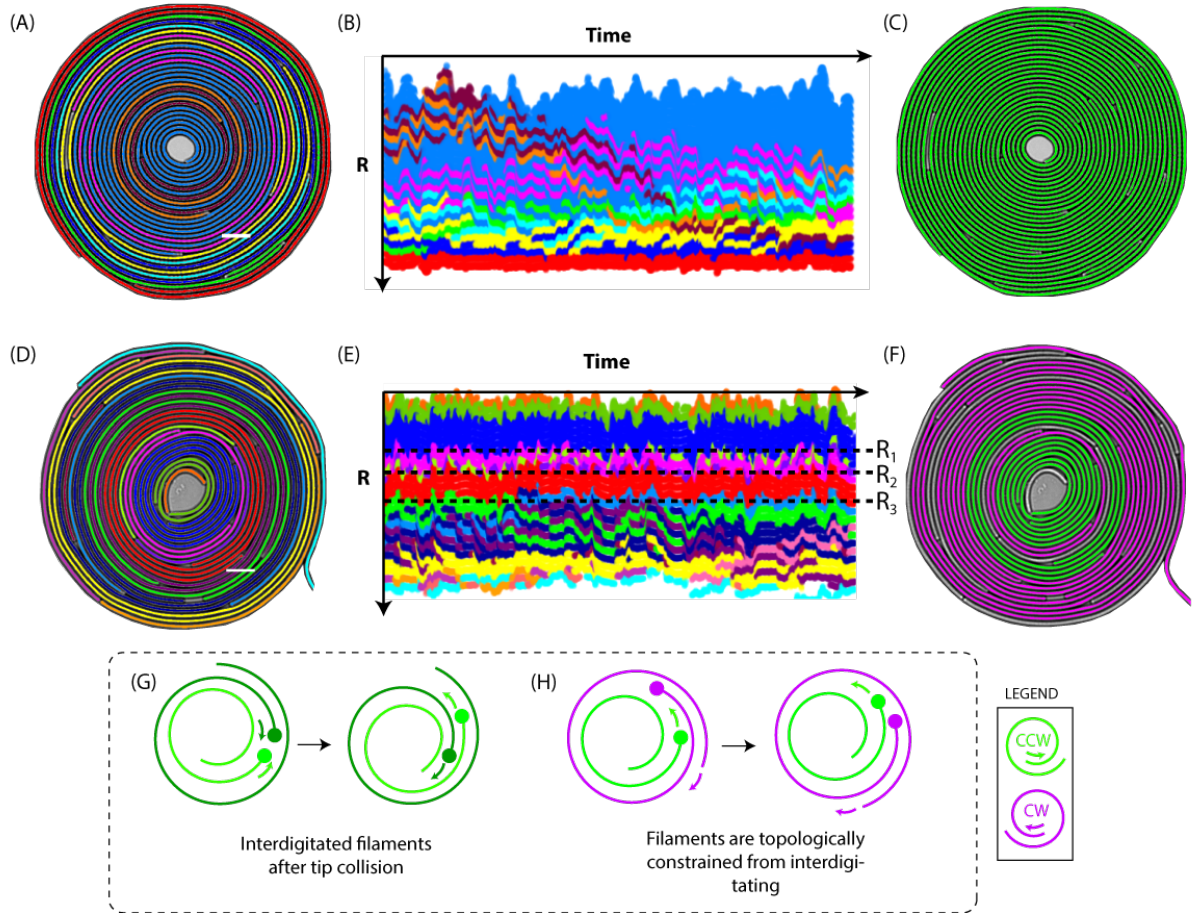 (A)
(B)
Time
R
(C)
(D)
(E)
Time
R
R1
R2
R3
(F)
(G)
Interdigitated filaments
after tip collision
(H)
Filaments are topologically
constrained from interdigi-
tating
LEGEND
CCW
CW